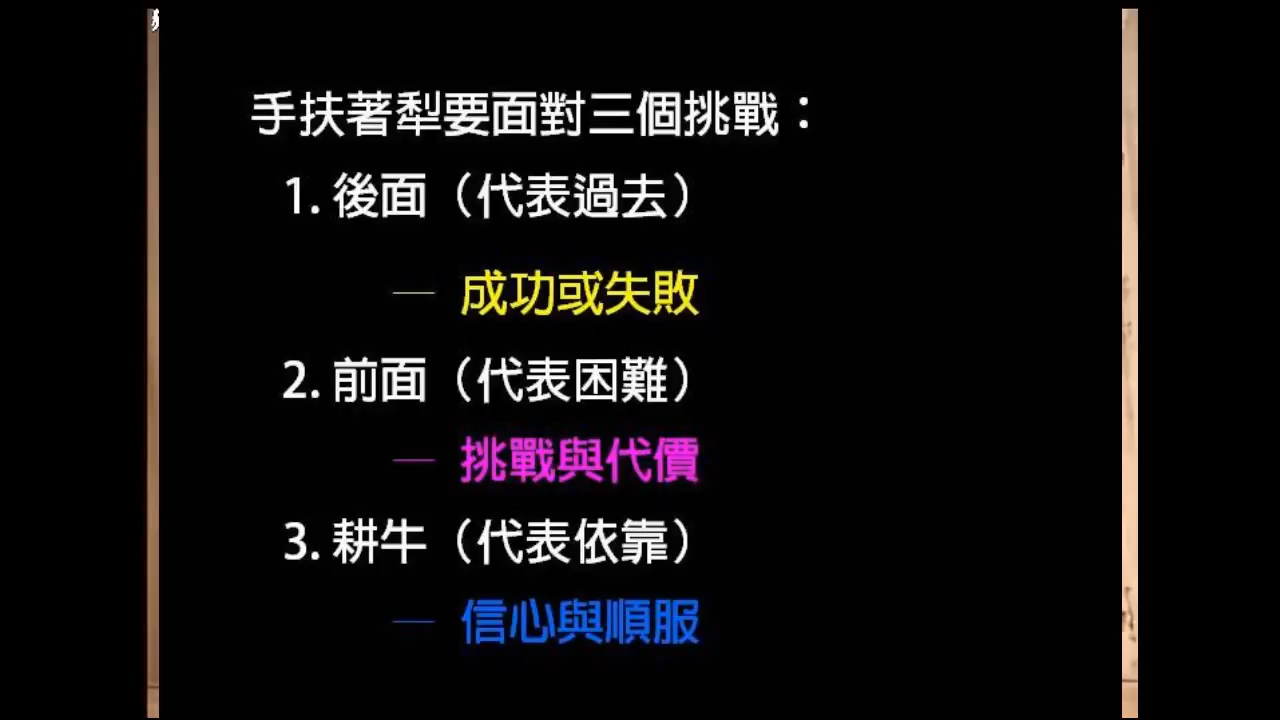 手扶著犁要面對三個挑戰：
1. 後面（代表過去）
— 成功或失敗
2. 前面（代表困難）
— 挑戰與代價
3. 耕牛（代表依靠）
— 信心與順服